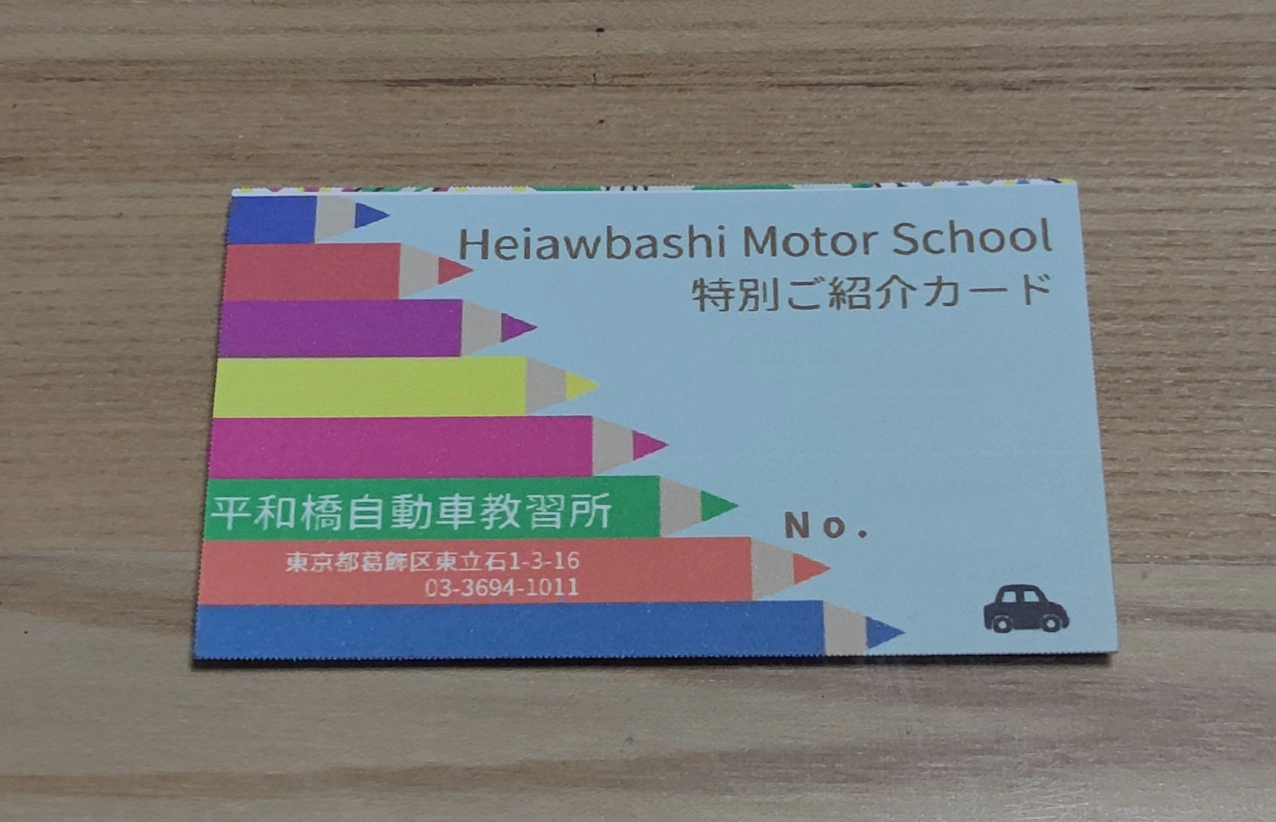 Heiawbashi Motor School
特別ご紹介カード
平和橋自動車教習所
No.
東京都葛飾区東立石1-3-16
03-3694-1011